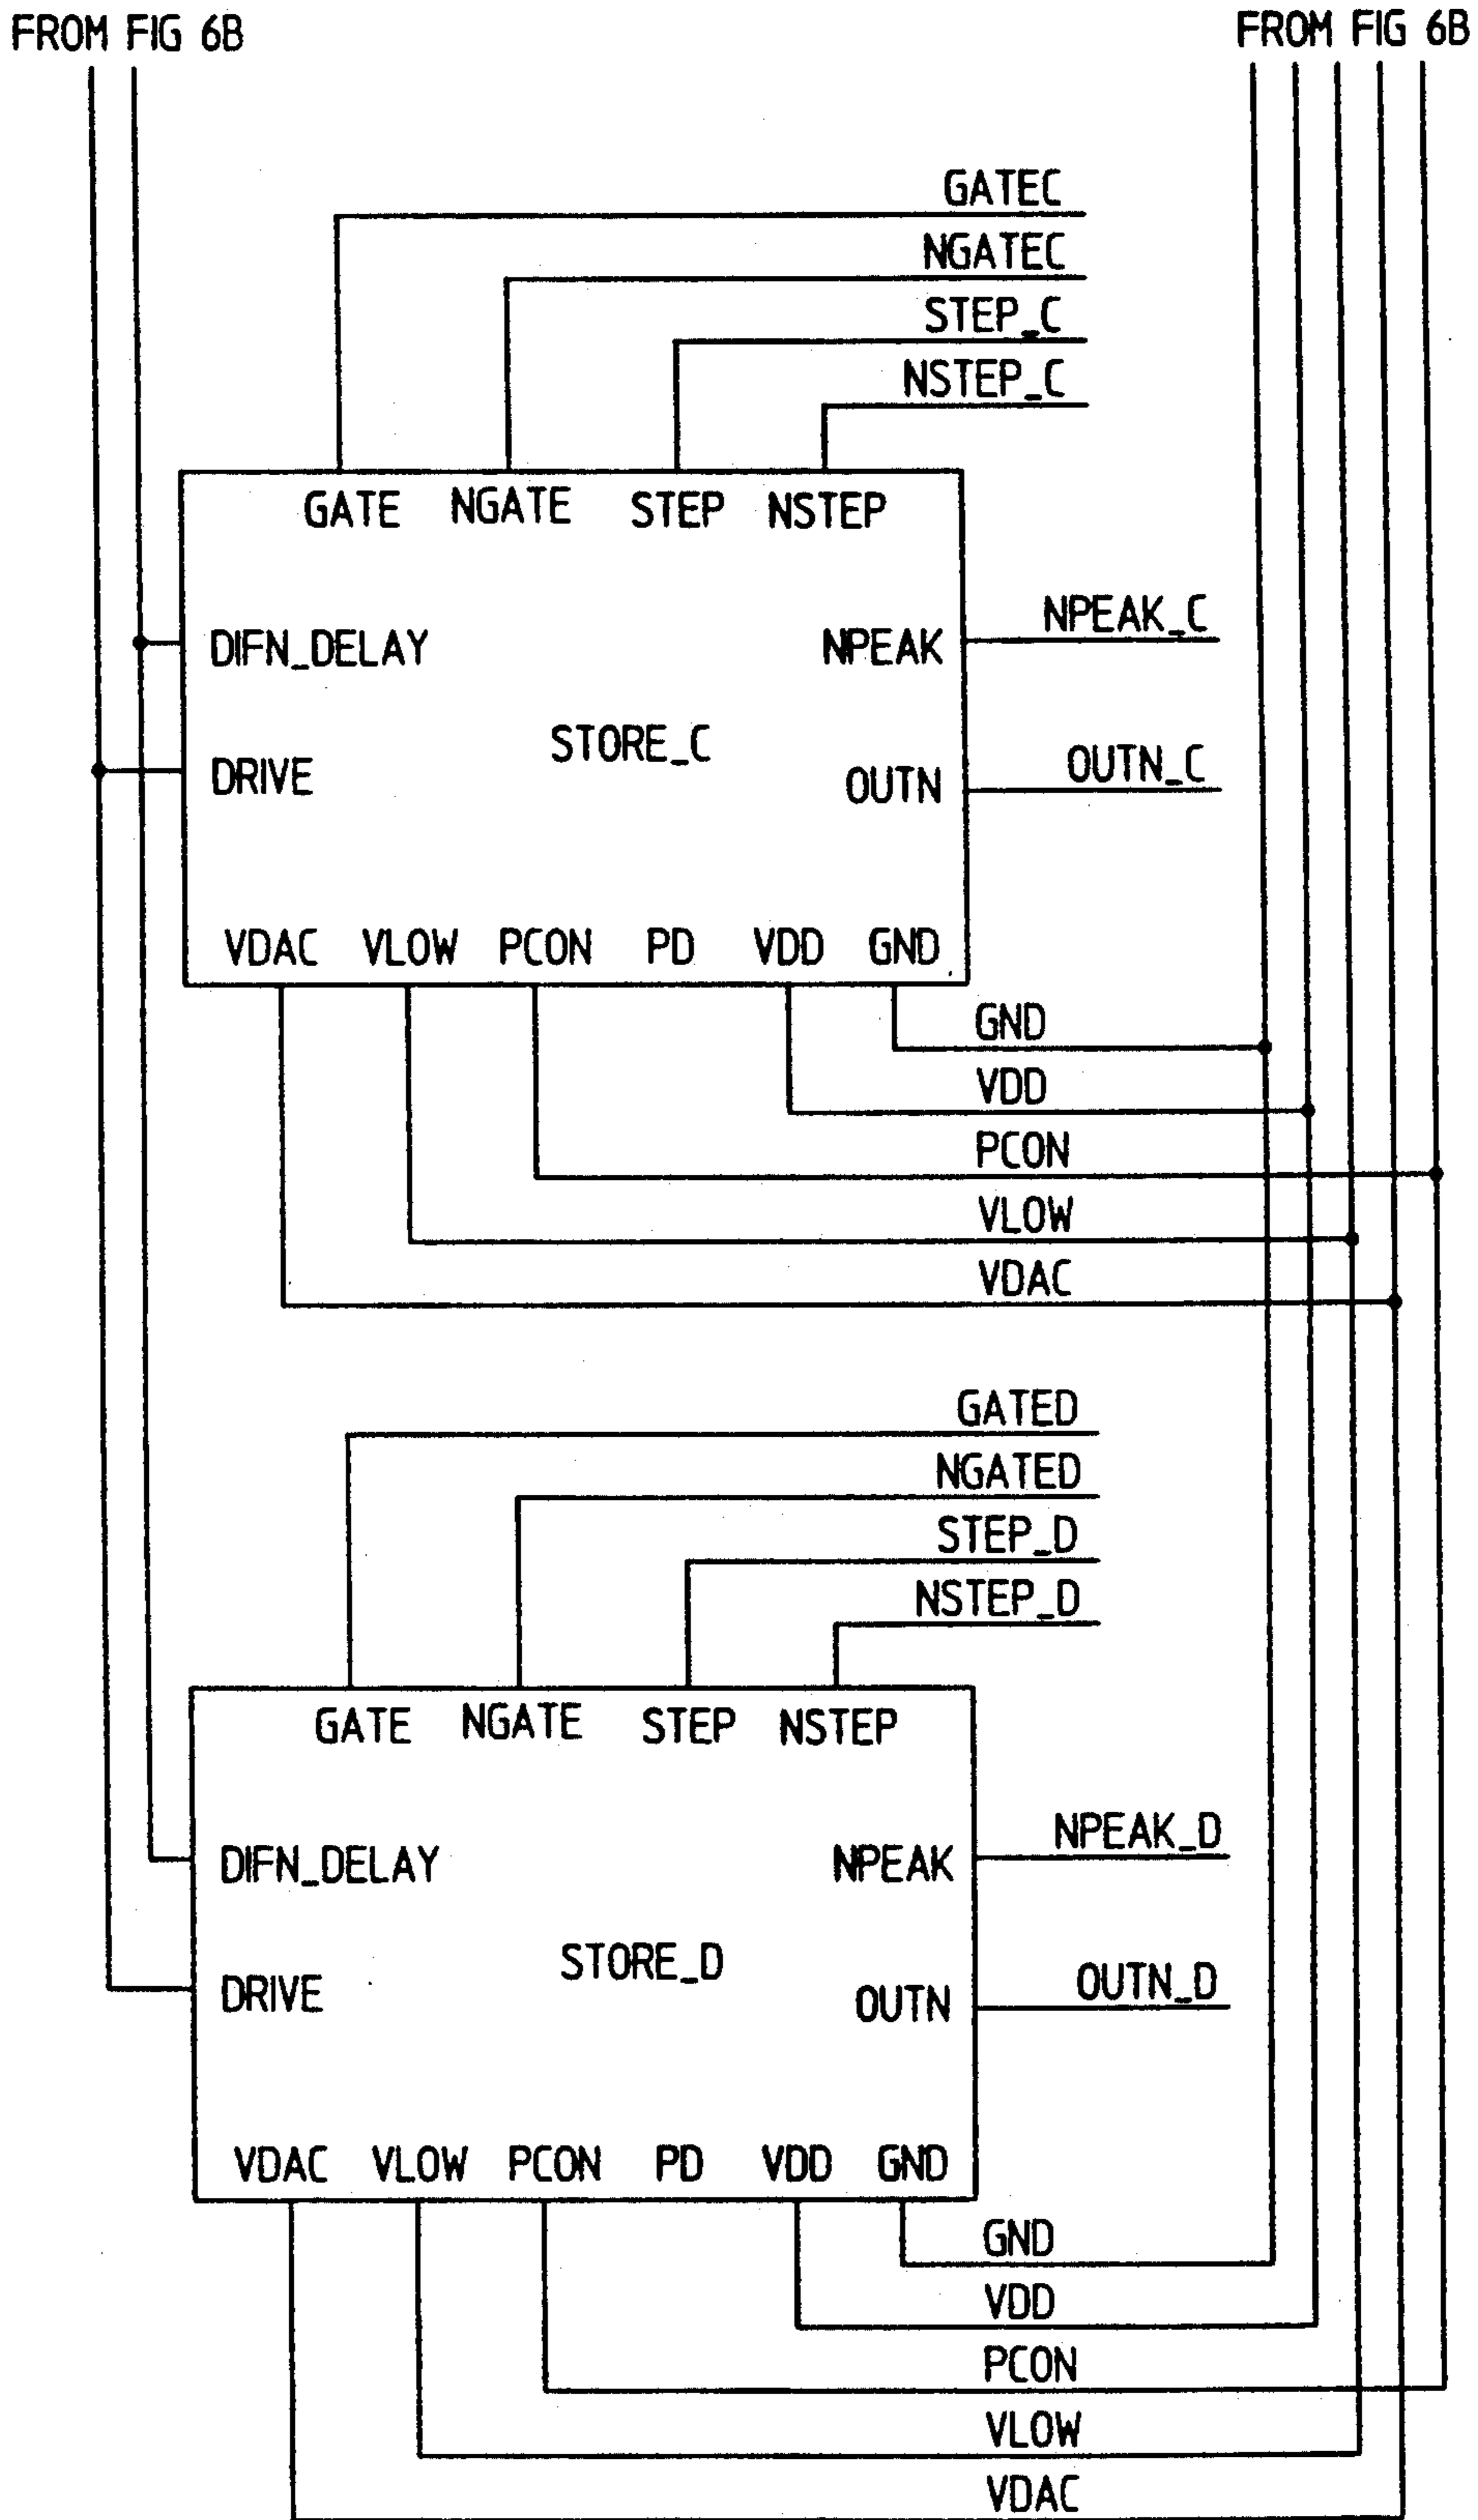 FROM FIG 6B
FROM FIG 6B
GATEC
NGATEC
STEP_C
NSTEP_C
GATE NGATE STEP NSTEP
DIFN_DELAY
NPEAK
NPEAK_C
STORE_C
DRIVE
OUTN
OUTN_C
VDAC VLOW PCON PD VDD GND
GND
VDD
PCON
VLOW
VDAC
GATED
NGATED
STEP_D
NSTEP_D
GATE NGATE STEP NSTEP
DIFN_DELAY
NPEAK
NPEAK_D
STORE_D
DRIVE
OUTN
OUTN_D
VDAC VLOW PCON PD VDD GND
GND
VDD
PCON
VLOW
VDAC